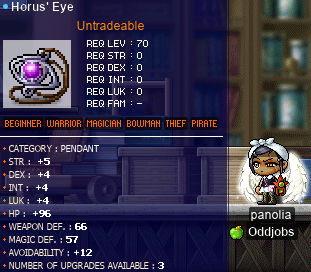 Horus' Eye
Untradeable
REQ LEV : 70
REQ STR : 0
REQ DEX : 0
REQ INT : 0
REQ LUK : 0
REQ FAM : -
BEGINNER WARRIOR MAGICIAN BOWMAN THIEF PIRATE
CATEGORY : PENDANT
STR : +5
DEX : +4
INT : +4
LUK : +4
HP : +96
WEAPON DEF. : 66
MAGIC DEF. : 57
AVOIDABILITY : +12
NUMBER OF UPGRADES AVAILABLE : 3
panolia
Oddjobs